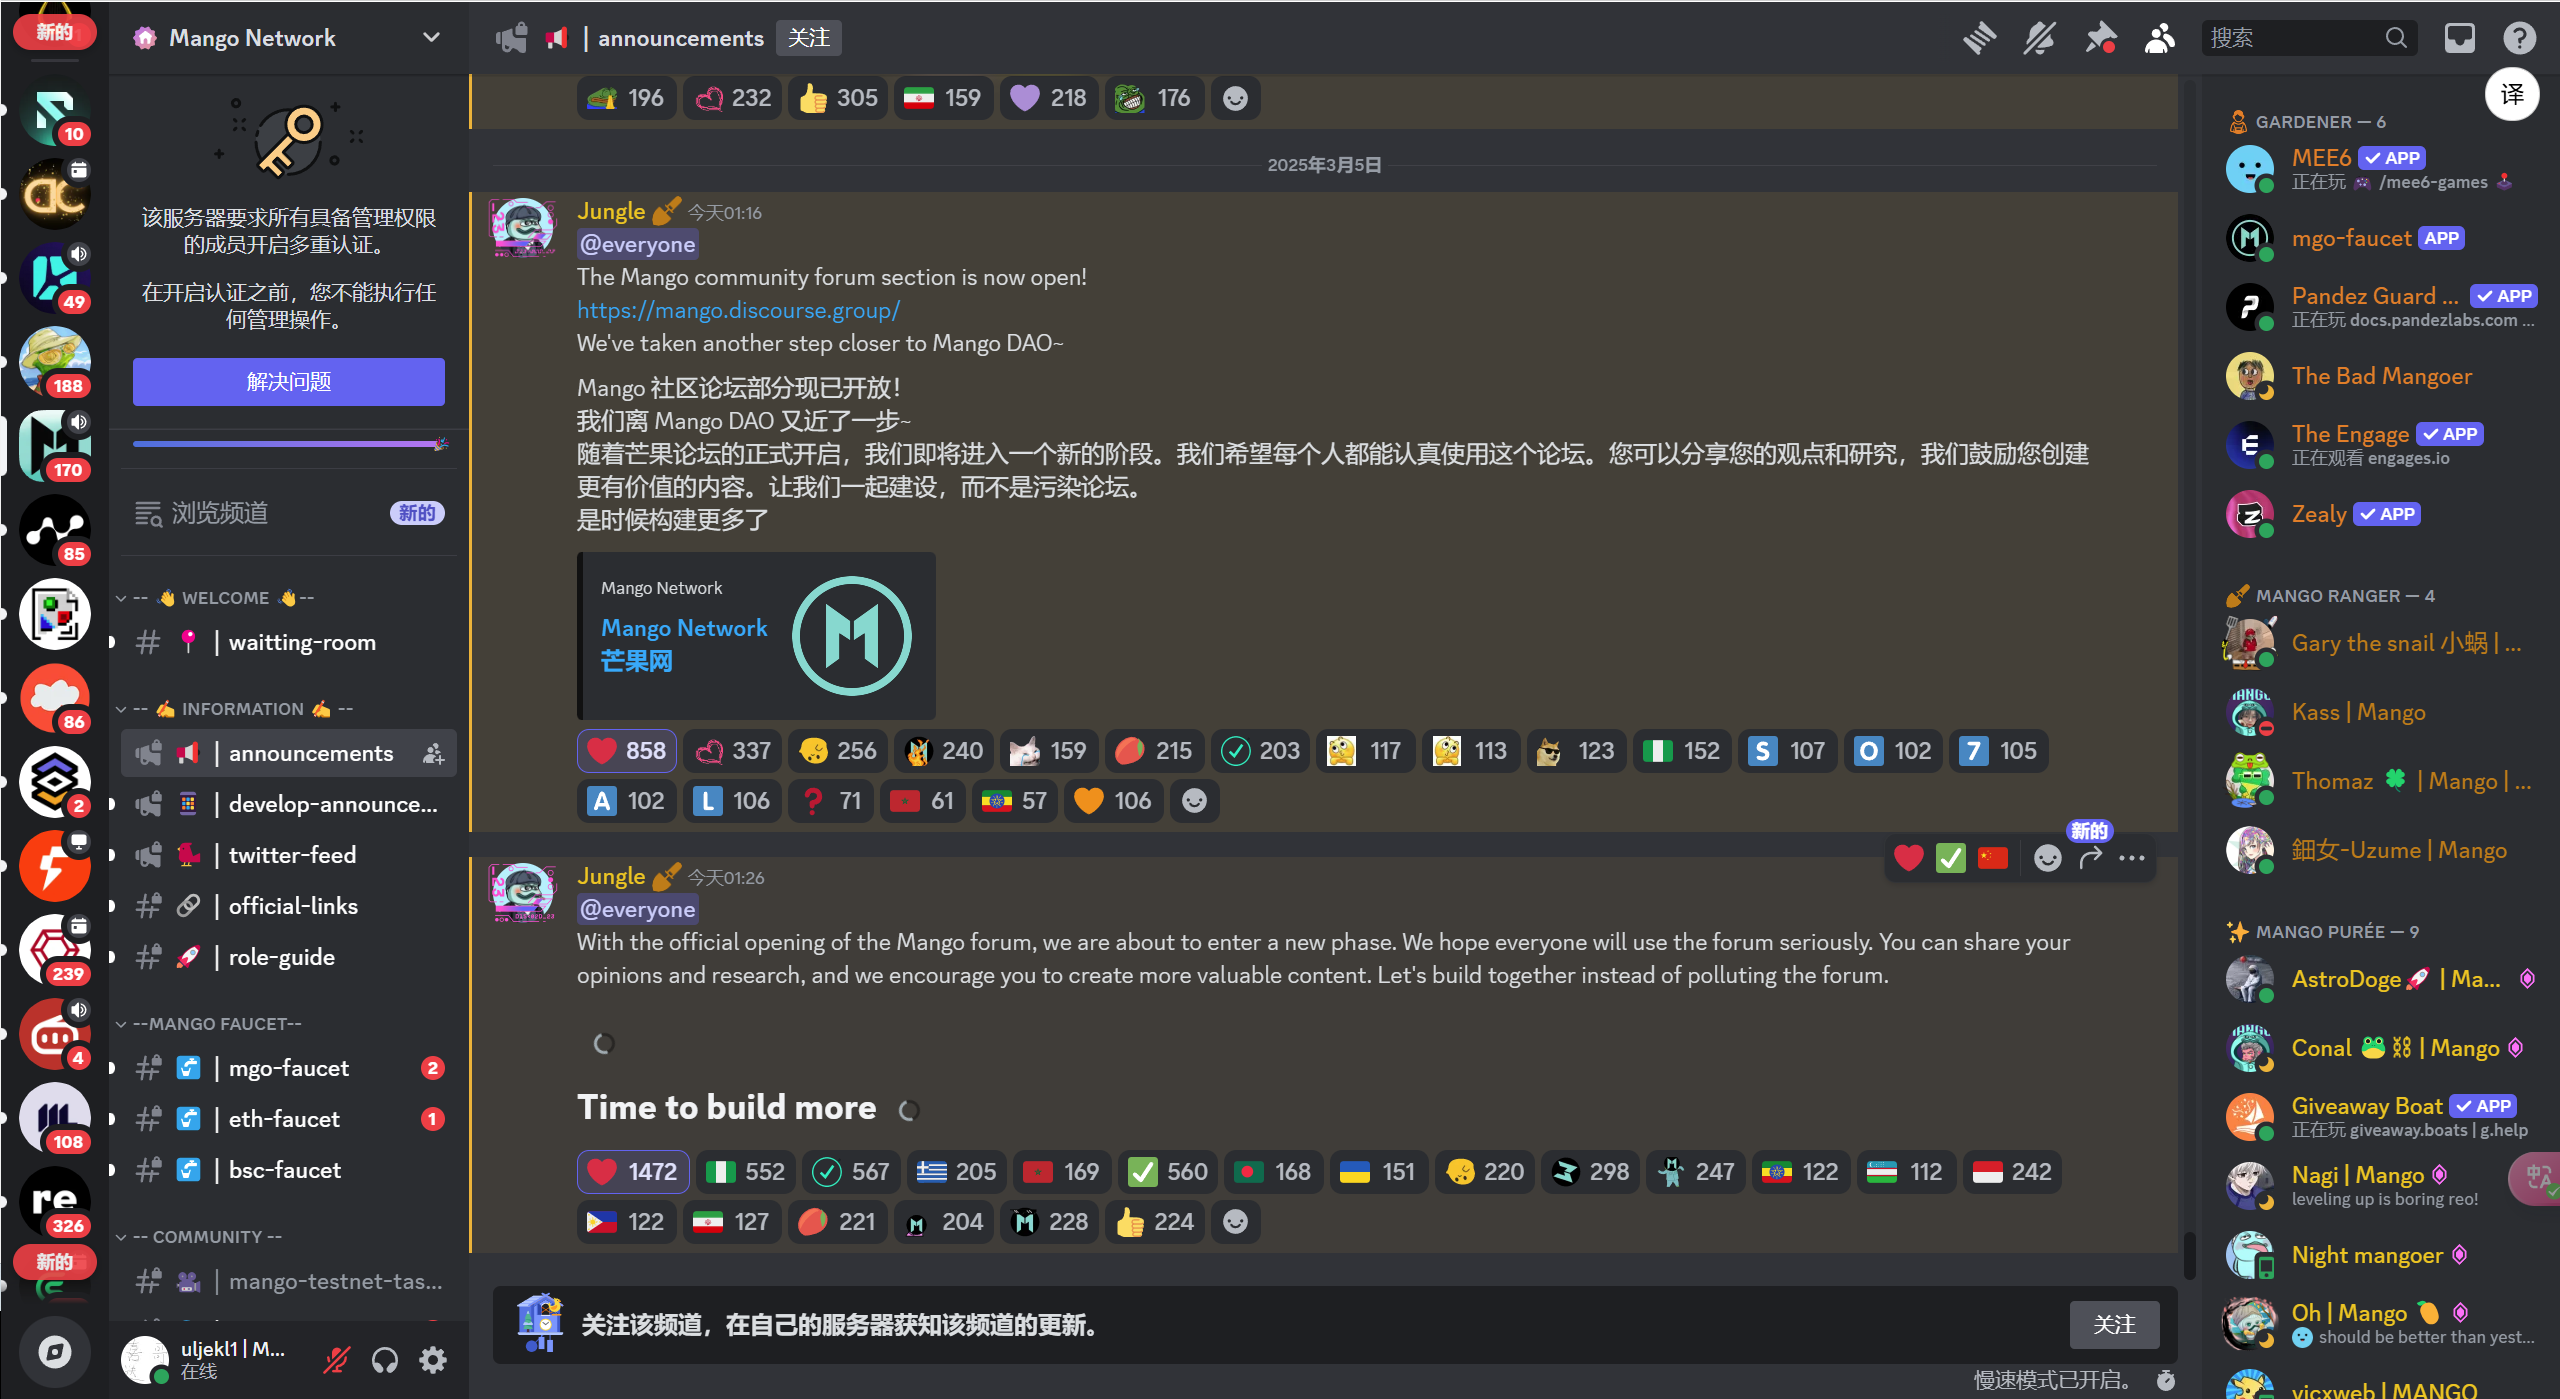 新的
Mango Network
| announcements
关注
搜索
译
10
49
188
170
85
86
2
239
4
108
re
326
新的
该服务器要求所有具备管理权限
的成员开启多重认证。
在开启认证之前，您不能执行任
何管理操作。
解决问题
浏览频道
新的
-- WELCOME --
| waitting-room
-- INFORMATION --
| announcements
| develop-announce...
| twitter-feed
| official-links
| role-guide
--MANGO FAUCET--
| mgo-faucet
2
| eth-faucet
1
| bsc-faucet
-- COMMUNITY --
| mango-testnet-tas...
uljekl1 | M...
在线
196 232 305 159 218 176
2025年3月5日
Jungle 今天01:16
@everyone
The Mango community forum section is now open!
https://mango.discourse.group/
We've taken another step closer to Mango DAO~
Mango 社区论坛部分现已开放！
我们离 Mango DAO 又近了一步~
随着芒果论坛的正式开启，我们即将进入一个新的阶段。我们希望每个人都能认真使用这个论坛。您可以分享您的观点和研究，我们鼓励您创建
更有价值的内容。让我们一起建设，而不是污染论坛。
是时候构建更多了
Mango Network
Mango Network
芒果网
858 337 256 240 159 215 203 117 113 123 152 S 107 O 102 7 105
A 102 L 106 71 61 57 106
新的
Jungle 今天01:26
@everyone
With the official opening of the Mango forum, we are about to enter a new phase. We hope everyone will use the forum seriously. You can share your
opinions and research, and we encourage you to create more valuable content. Let's build together instead of polluting the forum.
Time to build more
1472 552 567 205 169 560 168 151 220 298 247 122 112 242
122 127 221 204 228 224
关注该频道，在自己的服务器获知该频道的更新。
关注
慢速模式已开启。
GARDENER — 6
MEE6 APP
正在玩 /mee6-games
mgo-faucet APP
Pandez Guard ... APP
正在玩 docs.pandezlabs.com ...
The Bad Mangoer
The Engage APP
正在观看 engages.io
Zealy APP
MANGO RANGER — 4
Gary the snail 小蜗 | ...
Kass | Mango
Thomaz | Mango | ...
鈿女-Uzume | Mango
MANGO PURÉE — 9
AstroDoge | Ma...
Conal | Mango
Giveaway Boat APP
正在玩 giveaway.boats | g.help
Nagi | Mango
leveling up is boring reo!
Night mangoer
Oh | Mango
should be better than yest...
vicxweb | MANGO